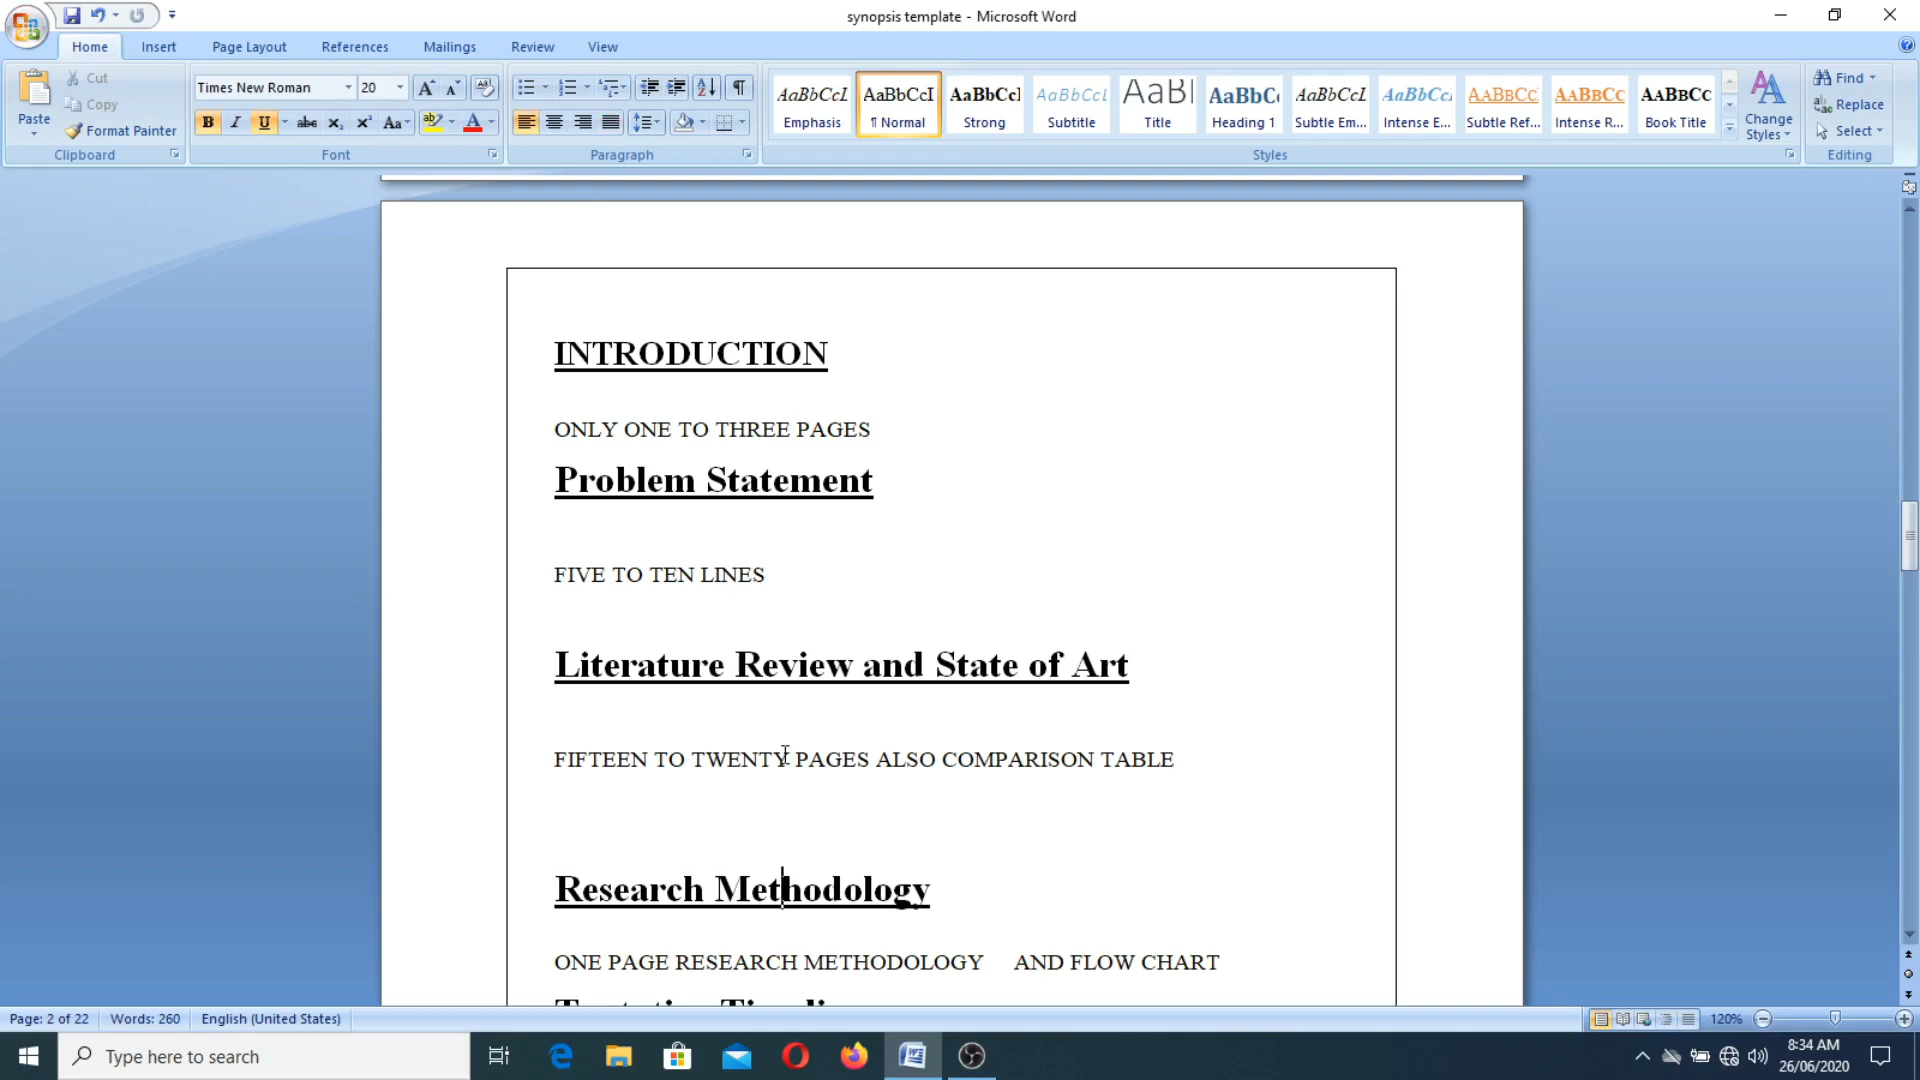 synopsis template - Microsoft Word
Home Insert Page Layout References Mailings Review View
Paste
Cut
Copy
Format Painter
Clipboard
Times New Roman 20
Font
Paragraph
AaBbCcL AaBbCcI AaBbCcI AaBbCcL AaBl AaBbC AaBbCcL AaBbCc AaBbCc AaBbCc AaBbCc
Emphasis ¶ Normal Strong Subtitle Title Heading 1 Subtle Em... Intense E... Subtle Ref... Intense R... Book Title
Change Styles
Styles
Find
Replace
Select
Editing
INTRODUCTION
ONLY ONE TO THREE PAGES
Problem Statement
FIVE TO TEN LINES
Literature Review and State of Art
FIFTEEN TO TWENTY PAGES ALSO COMPARISON TABLE
Research Methodology
ONE PAGE RESEARCH METHODOLOGY AND FLOW CHART
Page: 2 of 22 Words: 260 English (United States) 120%
Type here to search
8:34 AM
26/06/2020